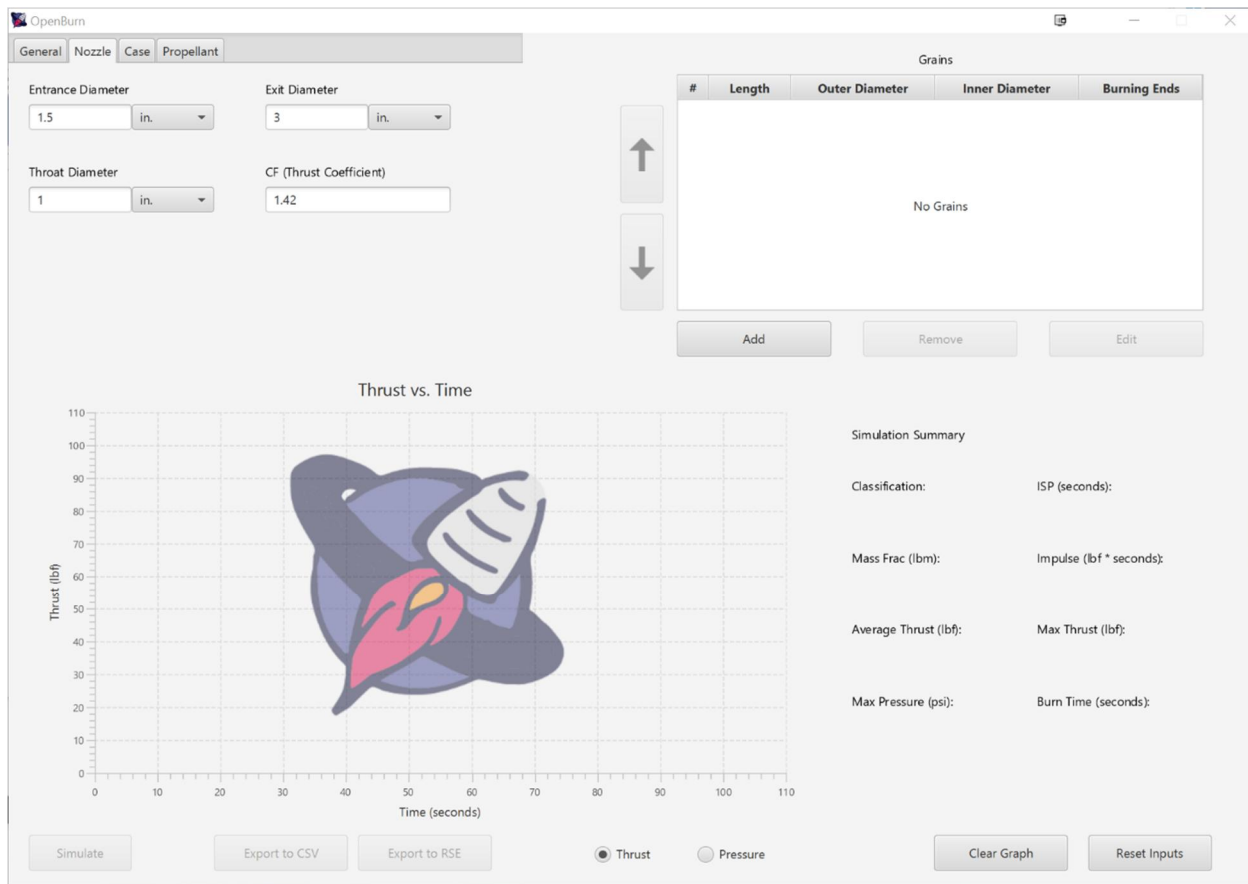 OpenBurn
General Nozzle Case Propellant
Grains
Entrance Diameter Exit Diameter
# Length Outer Diameter Inner Diameter Burning Ends
1.5 in. 3 in.
Throat Diameter CF (Thrust Coefficient)
1 in. 1.42
No Grains
Add Remove Edit
Thrust vs. Time
110
100
90
80
70
60
50
40
30
20
10
0
Thrust (lbf)
0 10 20 30 40 50 60 70 80 90 100 110
Time (seconds)
Simulation Summary
Classification: ISP (seconds):
Mass Frac (lbm): Impulse (lbf * seconds):
Average Thrust (lbf): Max Thrust (lbf):
Max Pressure (psi): Burn Time (seconds):
Simulate Export to CSV Export to RSE Thrust Pressure Clear Graph Reset Inputs